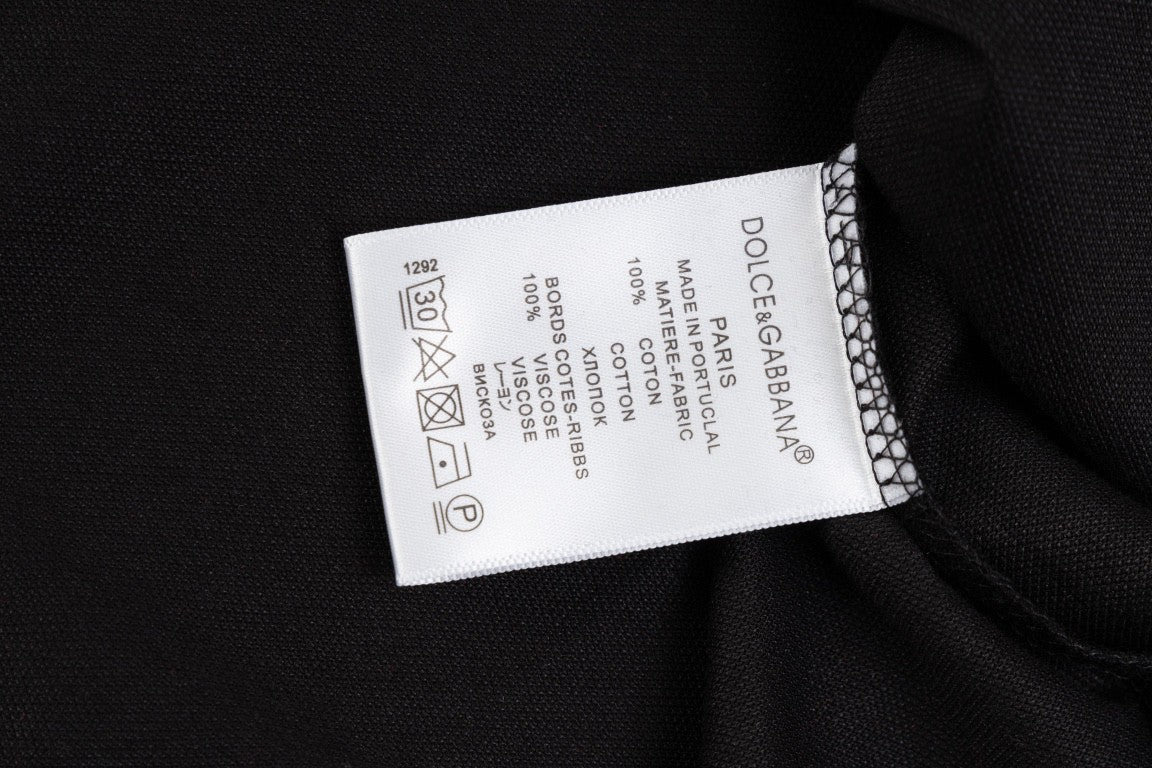 DOLCE&GABBANA®
PARIS
MADE IN PORTUCLAL
MATIERE-FABRIC
100% COTON
COTTON
ХЛОПОК
BORDS COTES-RIBBS
100% VISCOSE
VISCOSE
レーヨン
ВИСКОЗА
1292
30
P